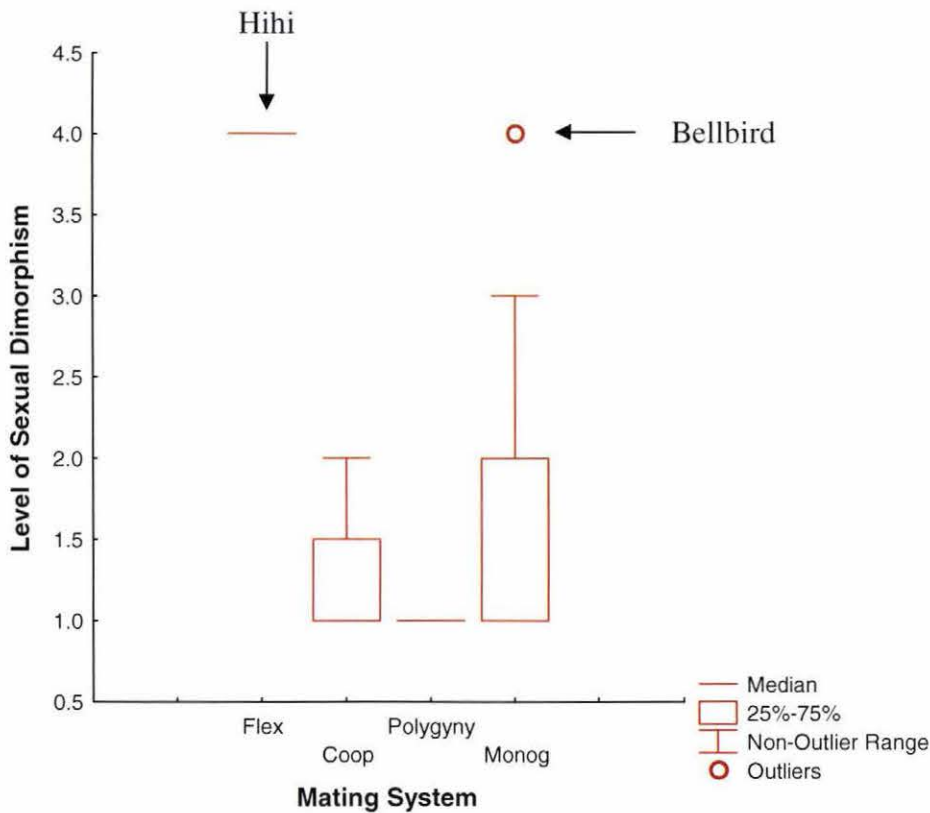 Hihi
4.5
4.0
Bellbird
3.5
3.0
2.5
2.0
1.5
1.0
0.5
Level of Sexual Dimorphism
Flex
Polygyny
Coop
Monog
Mating System
Median
25%-75%
Non-Outlier Range
Outliers